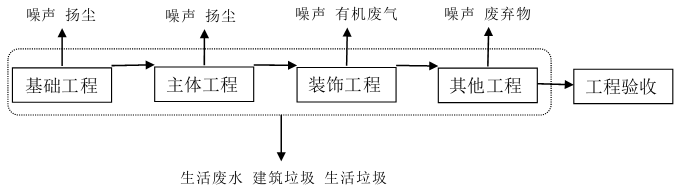 噪声 扬尘
噪声 扬尘
噪声 有机废气
噪声 废弃物
基础工程
主体工程
装饰工程
其他工程
工程验收
生活废水 建筑垃圾 生活垃圾